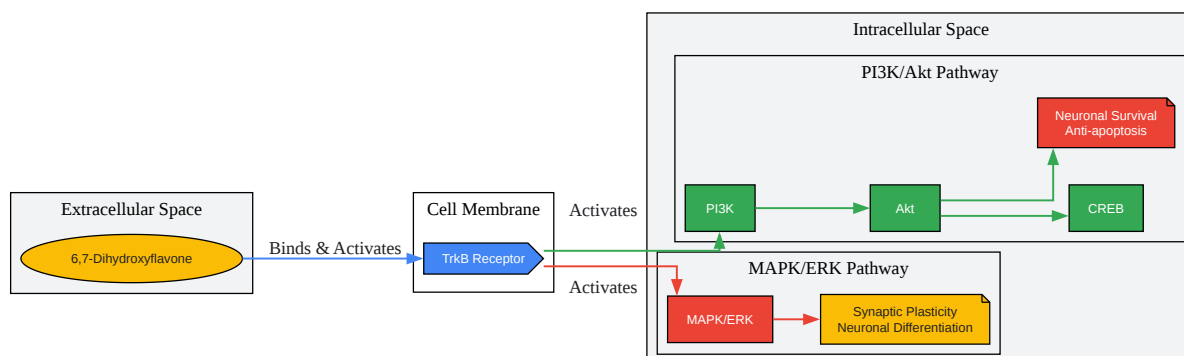 Intracellular Space
PI3K/Akt Pathway
Neuronal Survival
Anti-apoptosis
Extracellular Space
6,7-Dihydroxyflavone
Binds & Activates
Cell Membrane
TrkB Receptor
Activates
Activates
PI3K
Akt
CREB
MAPK/ERK Pathway
MAPK/ERK
Synaptic Plasticity
Neuronal Differentiation